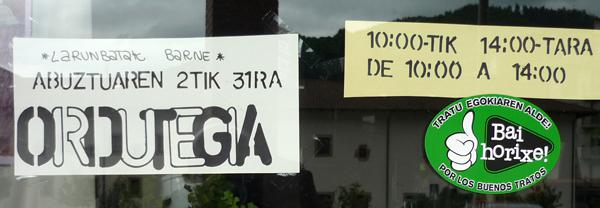 *LARUNBATAK BARNE*
ABUZTUAREN 2TIK 31RA
ORDUTEGIA
10:00-TIK 14:00-TARA
DE 10:00 A 14:00
TRATU EGOKIAREN ALDE!
Bai
horixe!
POR LOS BUENOS TRATOS